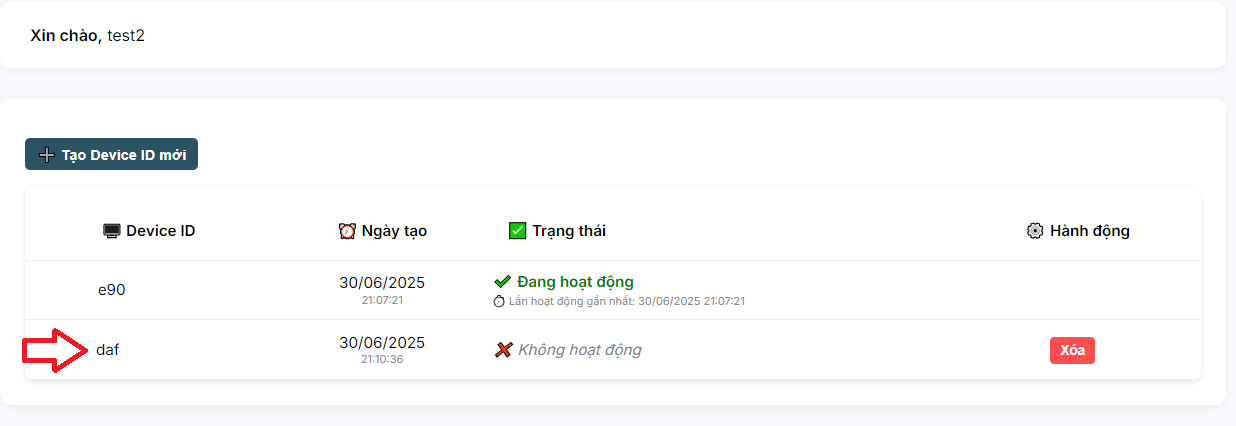 Xin chào, test2
Tạo Device ID mới
Device ID Ngày tạo Trạng thái Hành động
e90 30/06/2025 21:07:21 Đang hoạt động
Lần hoạt động gần nhất: 30/06/2025 21:07:21
daf 30/06/2025 21:10:36 Không hoạt động Xóa